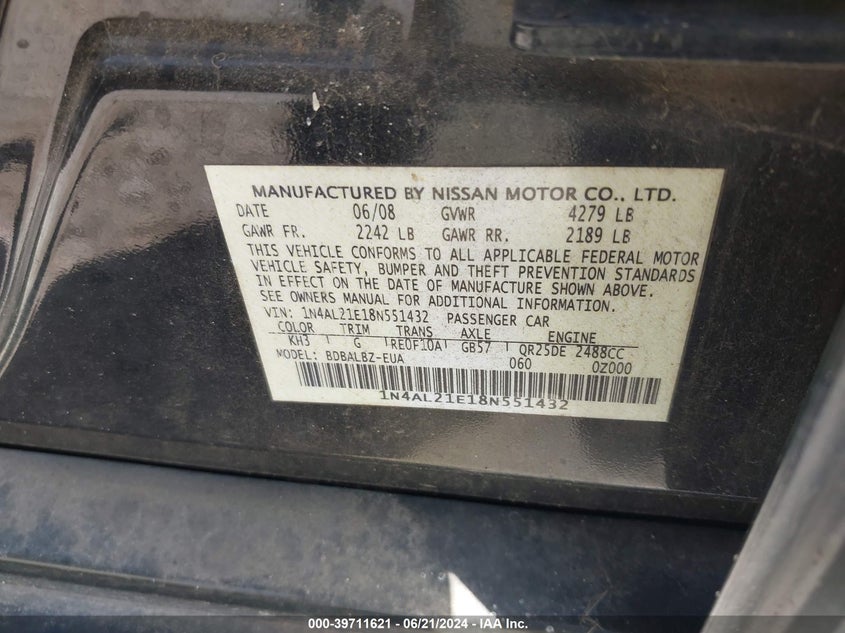 MANUFACTURED BY NISSAN MOTOR CO., LTD.
DATE 06/08 GVWR 4279 LB
GAWR FR. 2242 LB GAWR RR. 2189 LB
THIS VEHICLE CONFORMS TO ALL APPLICABLE FEDERAL MOTOR
VEHICLE SAFETY, BUMPER AND THEFT PREVENTION STANDARDS
IN EFFECT ON THE DATE OF MANUFACTURE SHOWN ABOVE.
SEE OWNERS MANUAL FOR ADDITIONAL INFORMATION.
VIN: 1N4AL21E18N551432 PASSENGER CAR
COLOR TRIM TRANS AXLE ENGINE
KH3 G RE0F10A GB57 QR25DE 2488CC
MODEL: BDBALBZ-EUA 060 0Z000
1N4AL21E18N551432
000-39711621 - 06/21/2024 - IAAI.COM